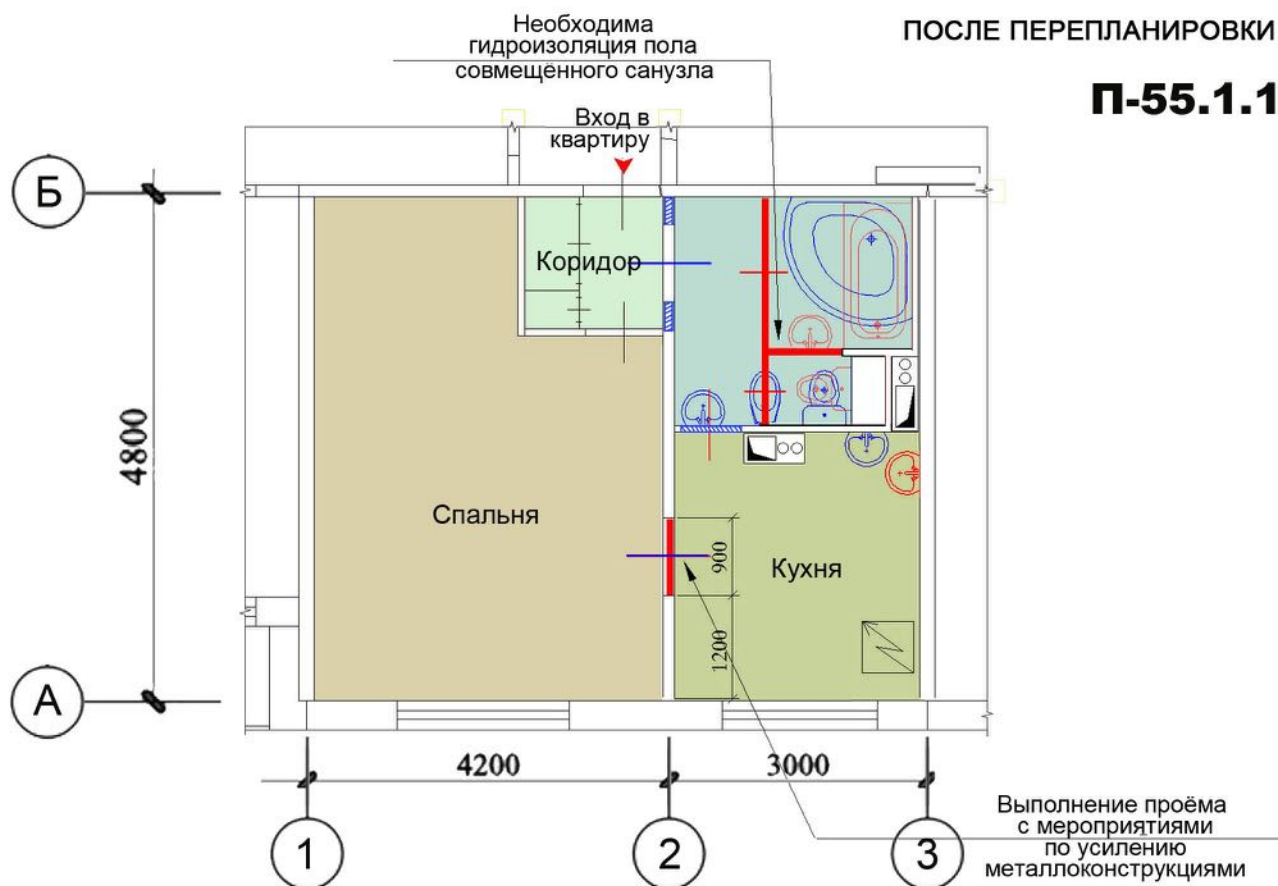 Необходима
гидроизоляция пола
совмещённого санузла
ПОСЛЕ ПЕРЕПЛАНИРОВКИ
П-55.1.1
Вход в
квартиру
Б
Коридор
4800
Спальня
900
Кухня
1200
А
4200
3000
1
2
3
Выполнение проёма
с мероприятиями
по усилению
металлоконструкциями